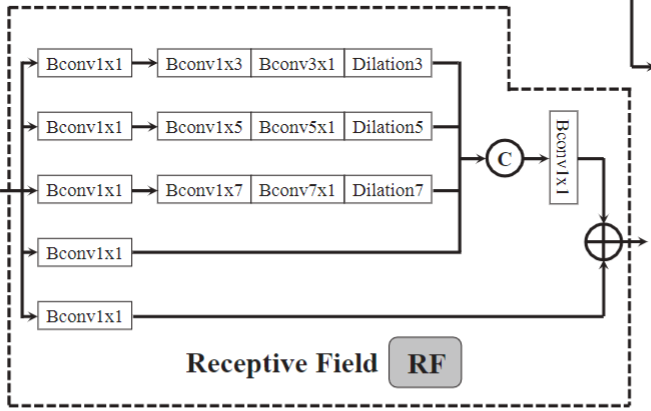 Bconv1x1 Bconv1x3 Bconv3x1 Dilation3
Bconv1x1 Bconv1x5 Bconv5x1 Dilation5
Bconv1x1 Bconv1x7 Bconv7x1 Dilation7
Bconv1x1
Bconv1x1
C
Bconv1x1
Receptive Field RF